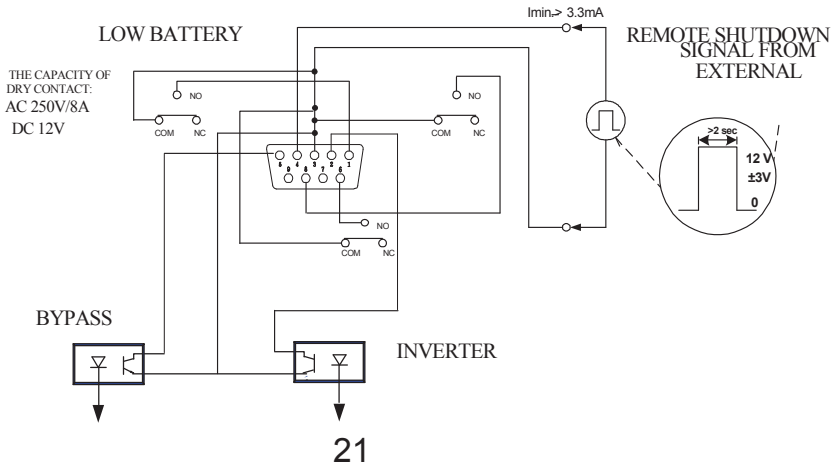 Imin.> 3.3mA
LOW BATTERY
REMOTE SHUTDOWN
SIGNAL FROM
EXTERNAL
THE CAPACITY OF
DRY CONTACT:
AC 250V/8A
DC 12V
NO
COM
NC
NO
COM
NC
>2 sec
12 V
±3V
0
5 4 3 2 1
9 8 7 6
NO
COM
NC
BYPASS
INVERTER
21